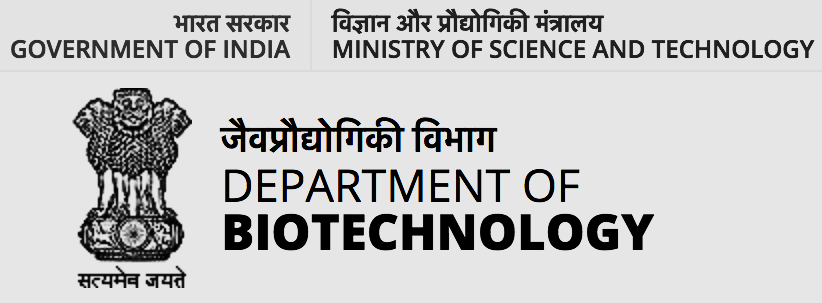 भारत सरकार
GOVERNMENT OF INDIA
विज्ञान और प्रौद्योगिकी मंत्रालय
MINISTRY OF SCIENCE AND TECHNOLOGY
जैवप्रौद्योगिकी विभाग
DEPARTMENT OF
BIOTECHNOLOGY
सत्यमेव जयते